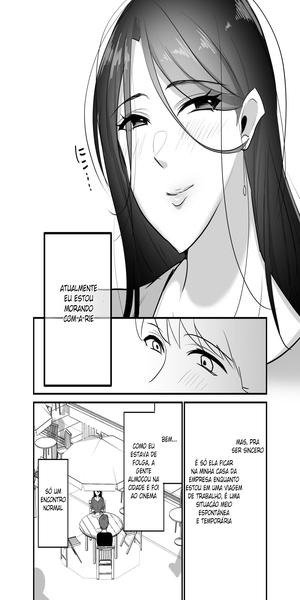 ATUALMENTE
EU ESTOU
MORANDO
COM A RIE
MAS, PRA
SER SINCERO
É SÓ ELA FICAR
NA MINHA CASA DA
EMPRESA ENQUANTO
ESTOU EM UMA VIAGEM
DE TRABALHO, É UMA
SITUAÇÃO MEIO
ESPONTÂNEA
E TEMPORÁRIA
BEM...
COMO EU
ESTAVA DE
FOLGA, A
GENTE
ALMOÇOU NA
CIDADE E FOI
AO CINEMA
SÓ UM
ENCONTRO
NORMAL